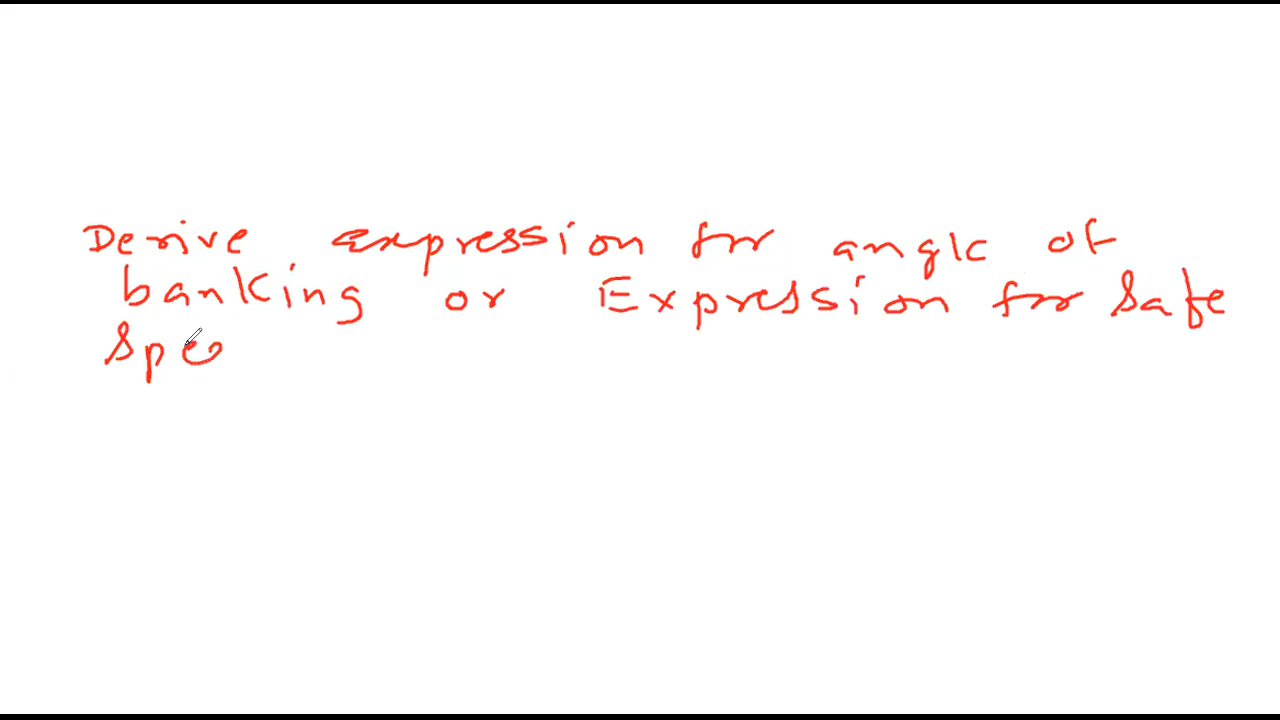 Derive expression for angle of
banking or Expression for Safe
Spe